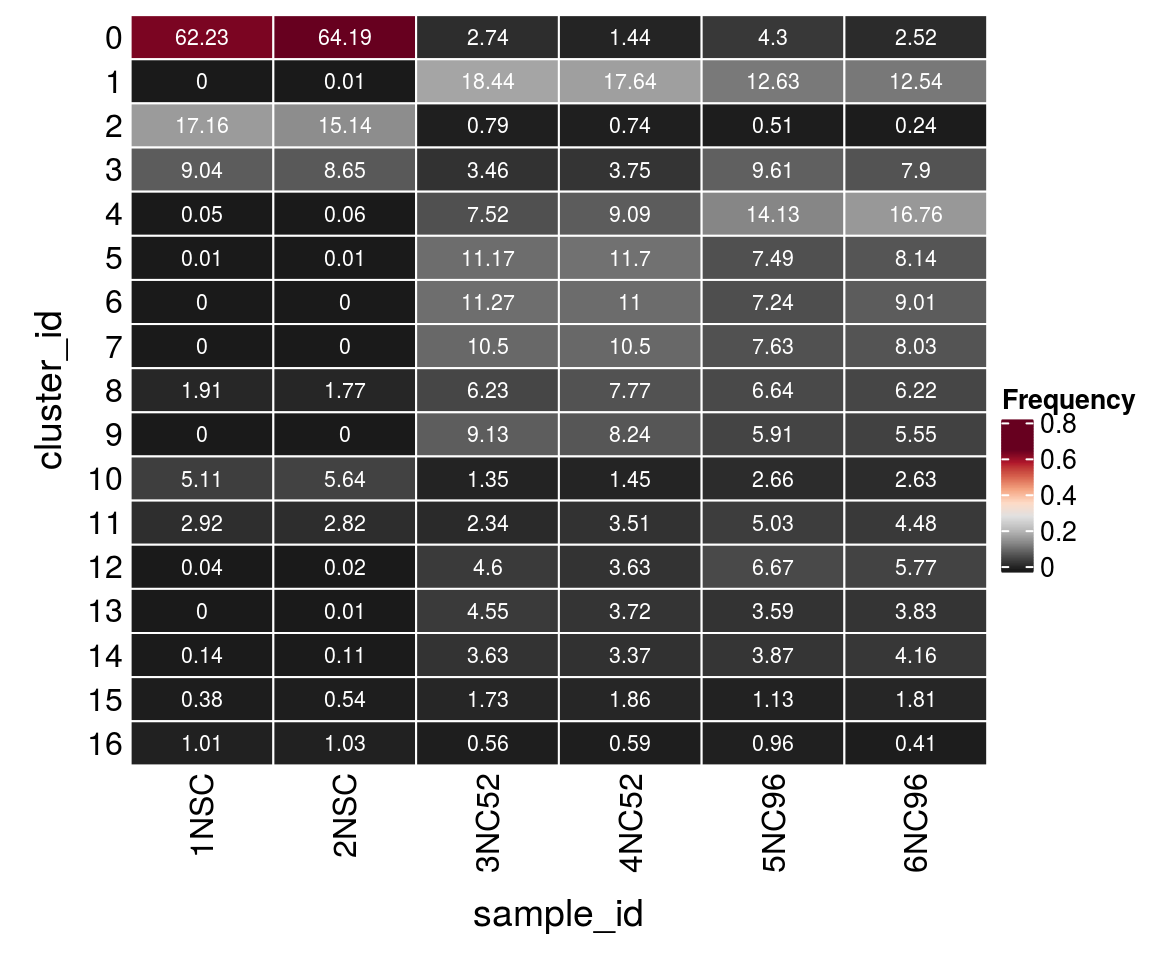 0 62.23 64.19 2.74 1.44 4.3 2.52
1 0 0.01 18.44 17.64 12.63 12.54
2 17.16 15.14 0.79 0.74 0.51 0.24
3 9.04 8.65 3.46 3.75 9.61 7.9
4 0.05 0.06 7.52 9.09 14.13 16.76
5 0.01 0.01 11.17 11.7 7.49 8.14
6 0 0 11.27 11 7.24 9.01
7 0 0 10.5 10.5 7.63 8.03
8 1.91 1.77 6.23 7.77 6.64 6.22
9 0 0 9.13 8.24 5.91 5.55
10 5.11 5.64 1.35 1.45 2.66 2.63
11 2.92 2.82 2.34 3.51 5.03 4.48
12 0.04 0.02 4.6 3.63 6.67 5.77
13 0 0.01 4.55 3.72 3.59 3.83
14 0.14 0.11 3.63 3.37 3.87 4.16
15 0.38 0.54 1.73 1.86 1.13 1.81
16 1.01 1.03 0.56 0.59 0.96 0.41
cluster_id
1NSC 2NSC 3NC52 4NC52 5NC96 6NC96
sample_id
Frequency
0.8
0.6
0.4
0.2
0